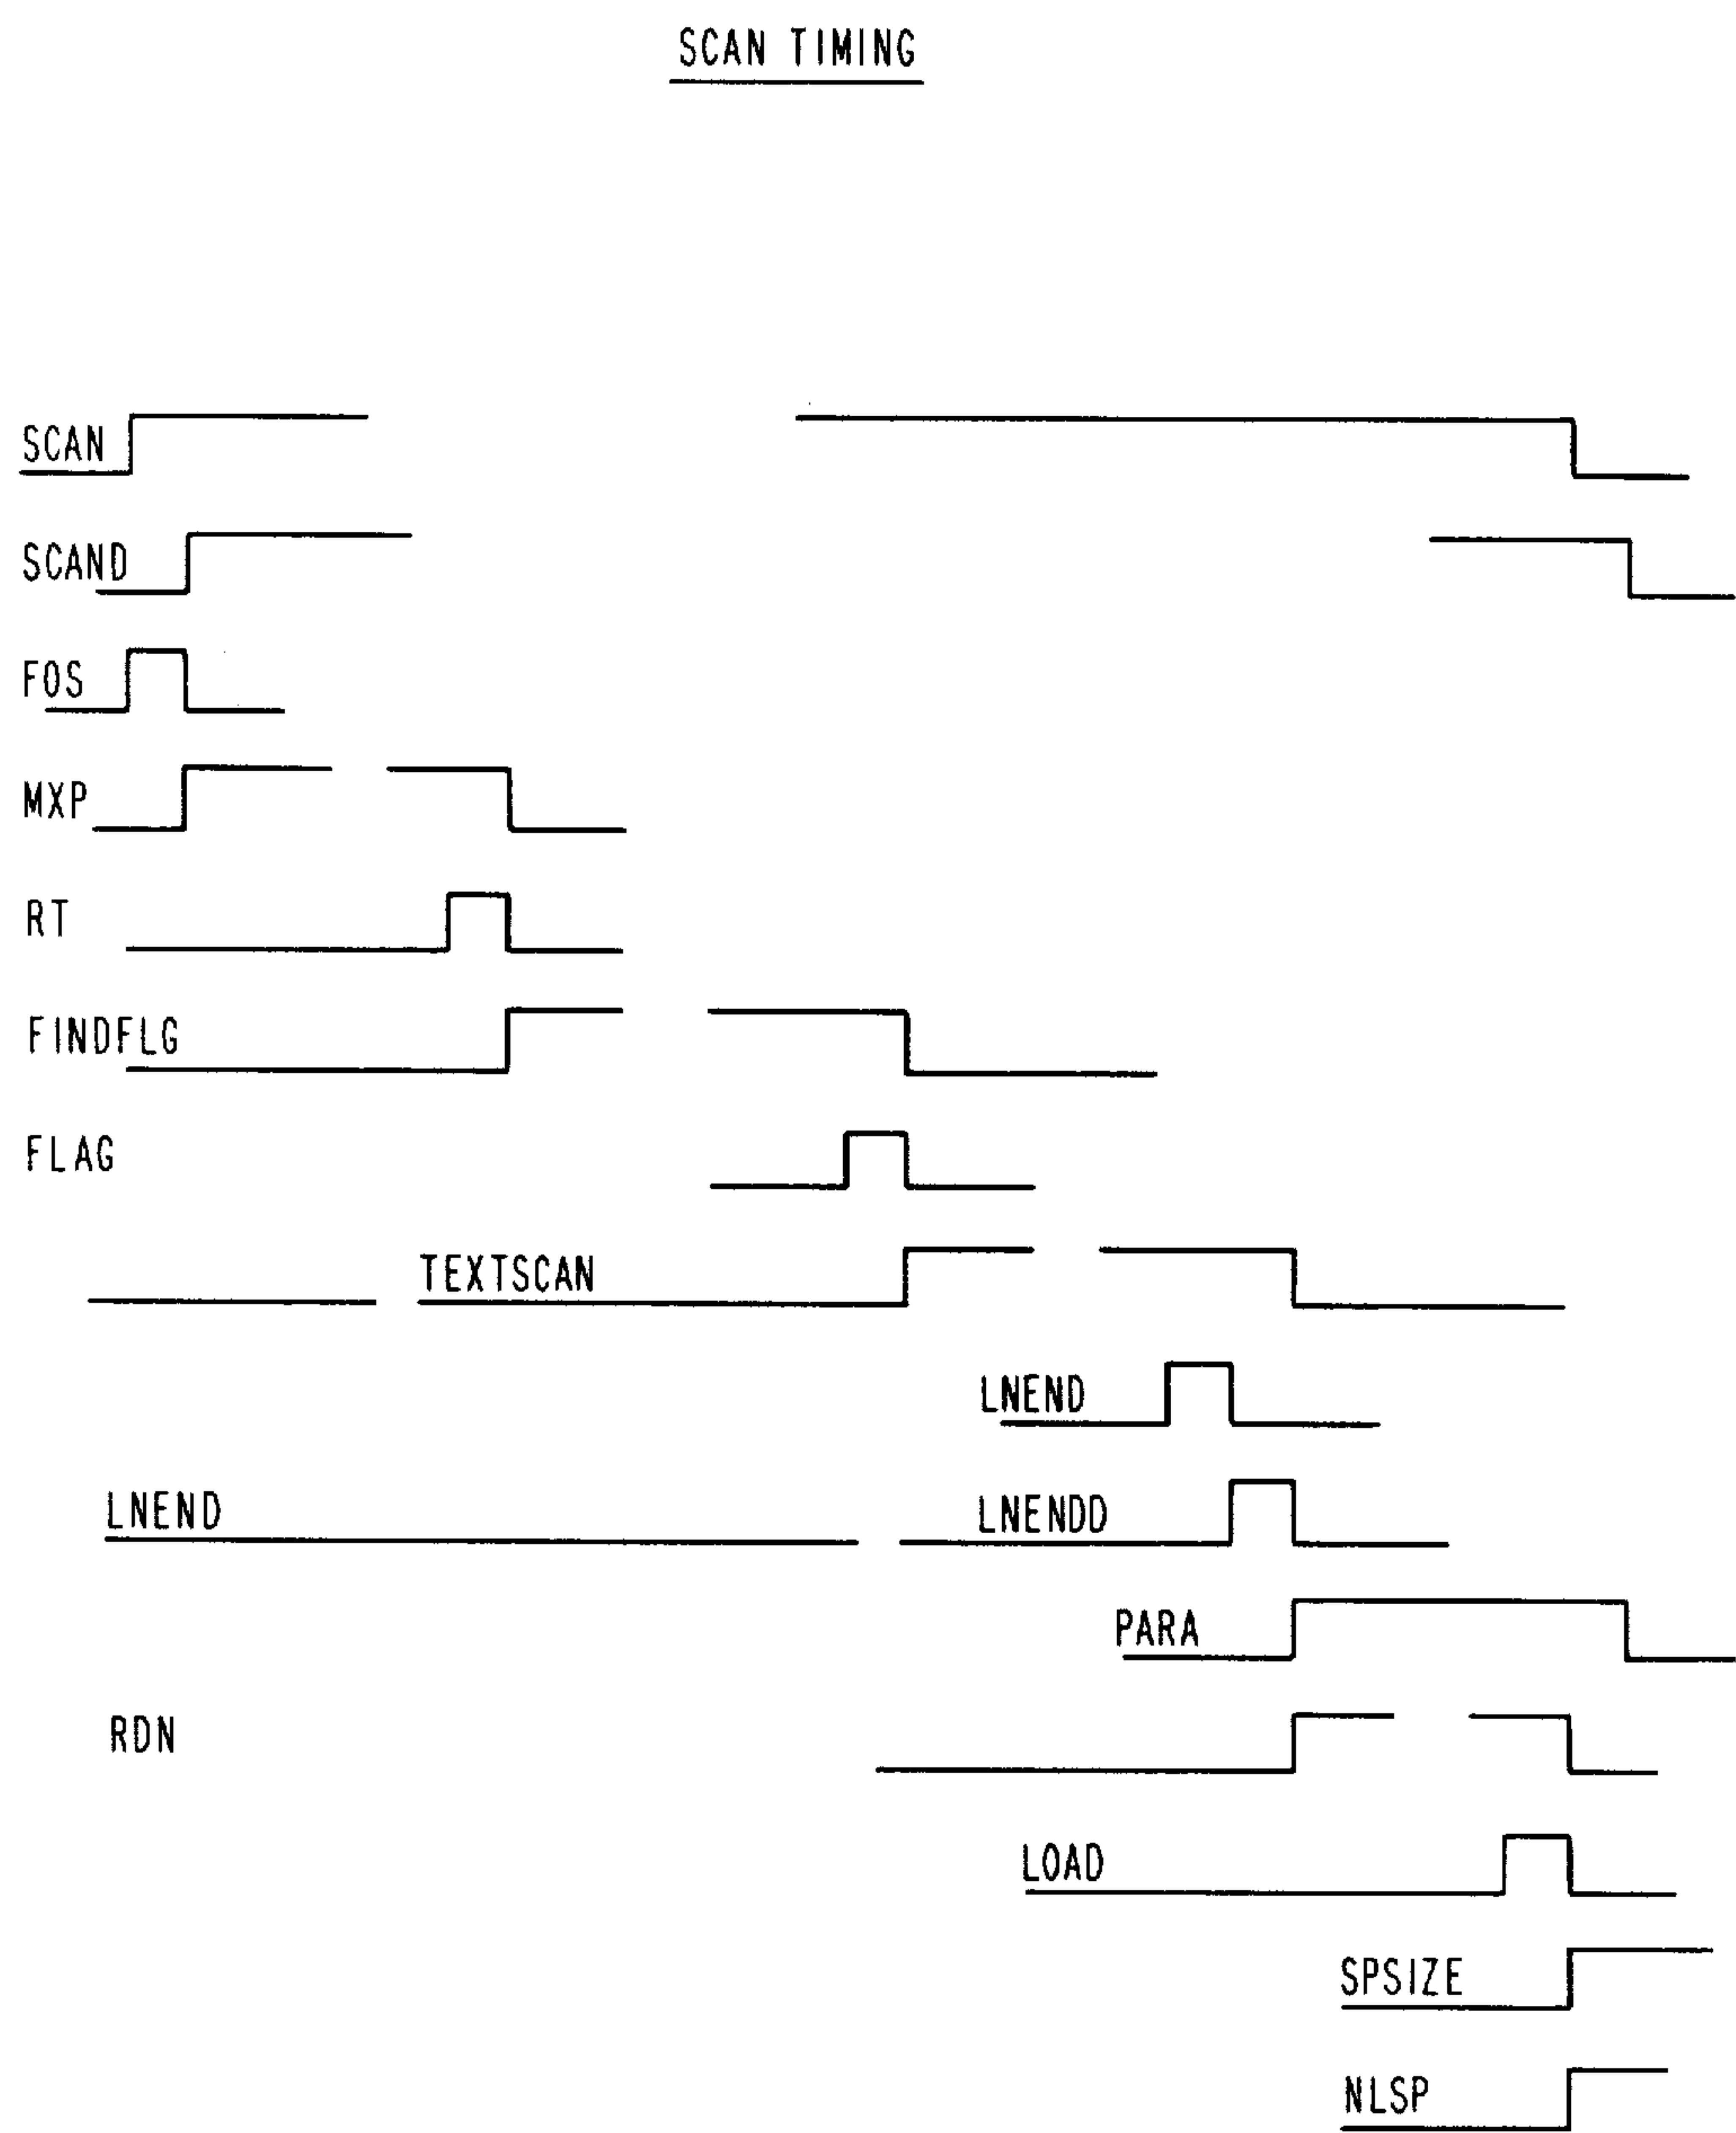 SCAN TIMING
SCAN
SCAND
FOS
MXP
RT
FINDFLG
FLAG
TEXTSCAN
LNEND
LNEND LNENDD
PARA
RDN
LOAD
SPSIZE
NLSP